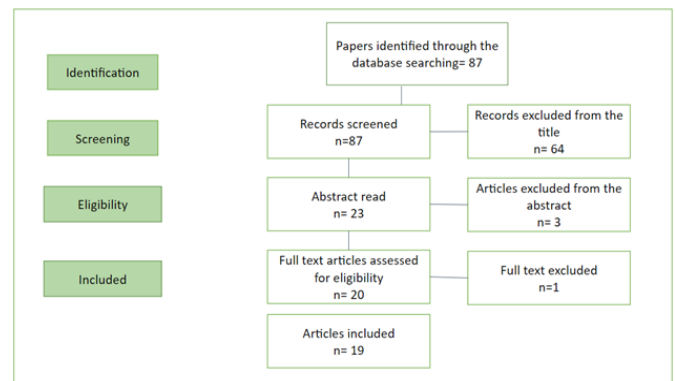 Papers identified through the
database searching= 87
Identification
Records screened
n=87
Records excluded from the
title
n= 64
Screening
Abstract read
n= 23
Articles excluded from the
abstract
n= 3
Eligibility
Full text articles assessed
for eligibility
n= 20
Full text excluded
n=1
Included
Articles included
n= 19